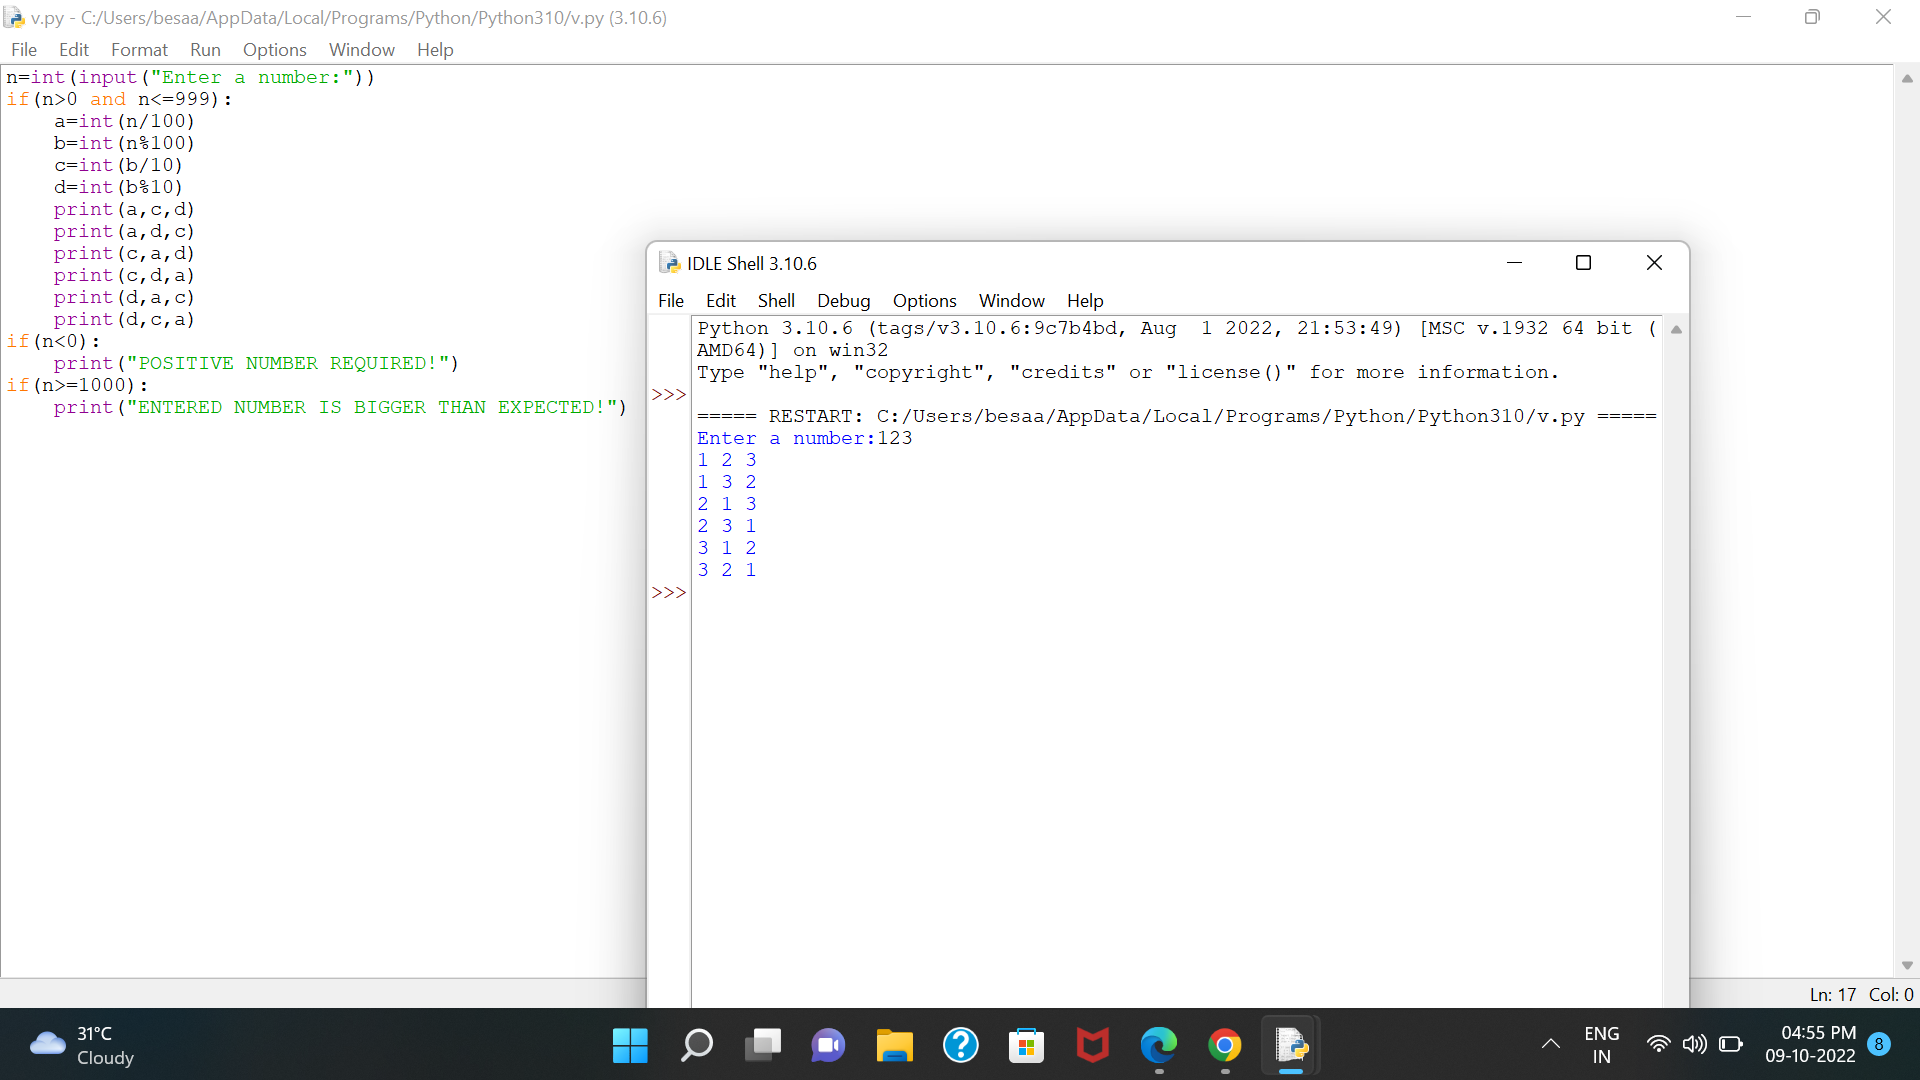 v.py - C:/Users/besaa/AppData/Local/Programs/Python/Python310/v.py (3.10.6)
File Edit Format Run Options Window Help
n=int(input("Enter a number:"))
if(n>0 and n<=999):
    a=int(n/100)
    b=int(n%100)
    c=int(b/10)
    d=int(b%10)
    print(a,c,d)
    print(a,d,c)
    print(c,a,d)
    print(c,d,a)
    print(d,a,c)
    print(d,c,a)
if(n<0):
    print("POSITIVE NUMBER REQUIRED!")
if(n>=1000):
    print("ENTERED NUMBER IS BIGGER THAN EXPECTED!")
IDLE Shell 3.10.6
File Edit Shell Debug Options Window Help
Python 3.10.6 (tags/v3.10.6:9c7b4bd, Aug  1 2022, 21:53:49) [MSC v.1932 64 bit (
AMD64)] on win32
Type "help", "copyright", "credits" or "license()" for more information.
>>>
===== RESTART: C:/Users/besaa/AppData/Local/Programs/Python/Python310/v.py =====
Enter a number:123
1 2 3
1 3 2
2 1 3
2 3 1
3 1 2
3 2 1
>>>
Ln: 17 Col: 0
31°C
Cloudy
ENG
IN
04:55 PM
09-10-2022
8